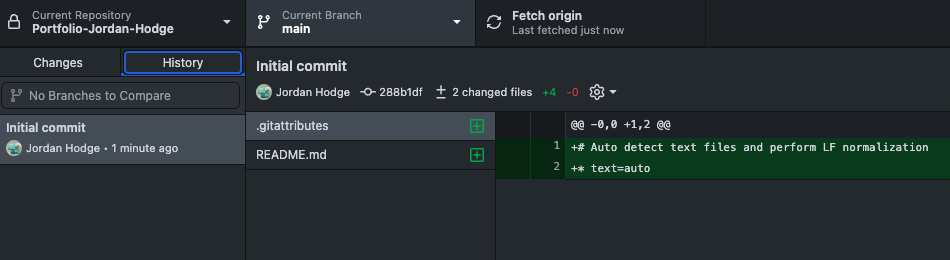 Current Repository
Portfolio-Jordan-Hodge
Current Branch
main
Fetch origin
Last fetched just now
Changes
History
No Branches to Compare
Initial commit
Jordan Hodge • 1 minute ago
Initial commit
Jordan Hodge 288b1df 2 changed files +4 -0
.gitattributes
README.md
@@ -0,0 +1,2 @@
1 +# Auto detect text files and perform LF normalization
2 +* text=auto